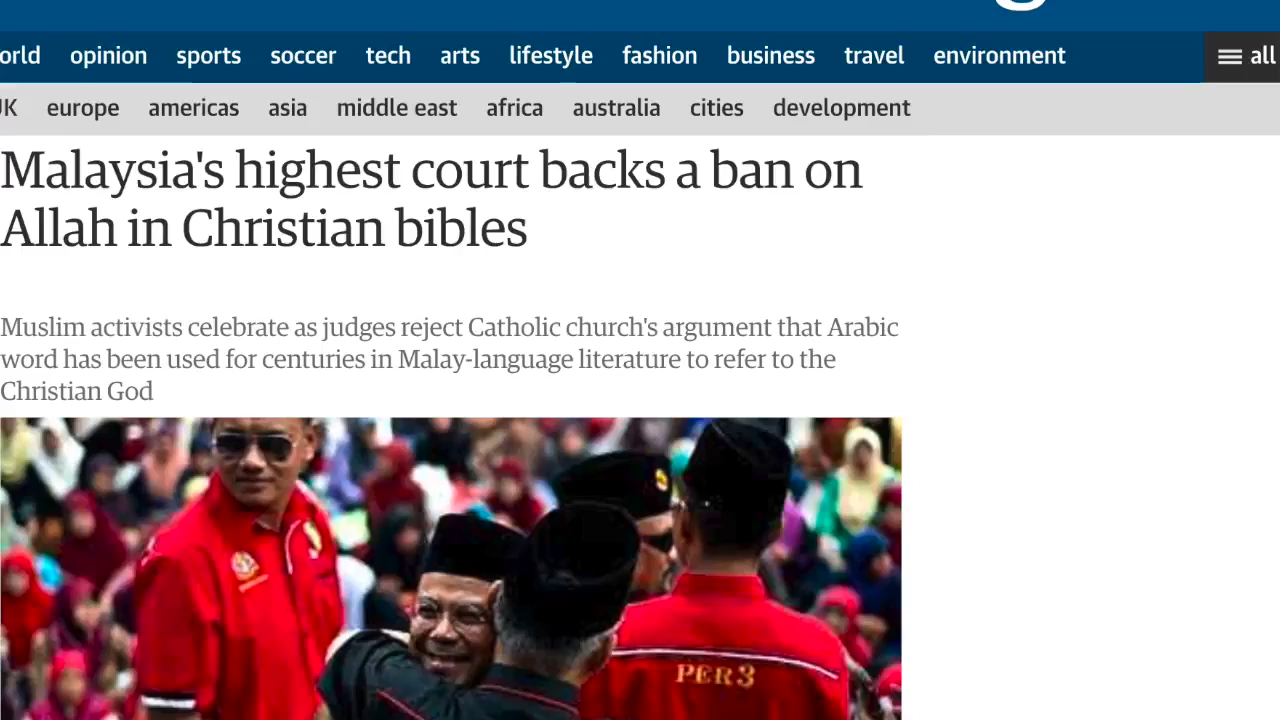 orld opinion sports soccer tech arts lifestyle fashion business travel environment all
UK europe americas asia middle east africa australia cities development
Malaysia's highest court backs a ban on
Allah in Christian bibles
Muslim activists celebrate as judges reject Catholic church's argument that Arabic
word has been used for centuries in Malay-language literature to refer to the
Christian God
PER3